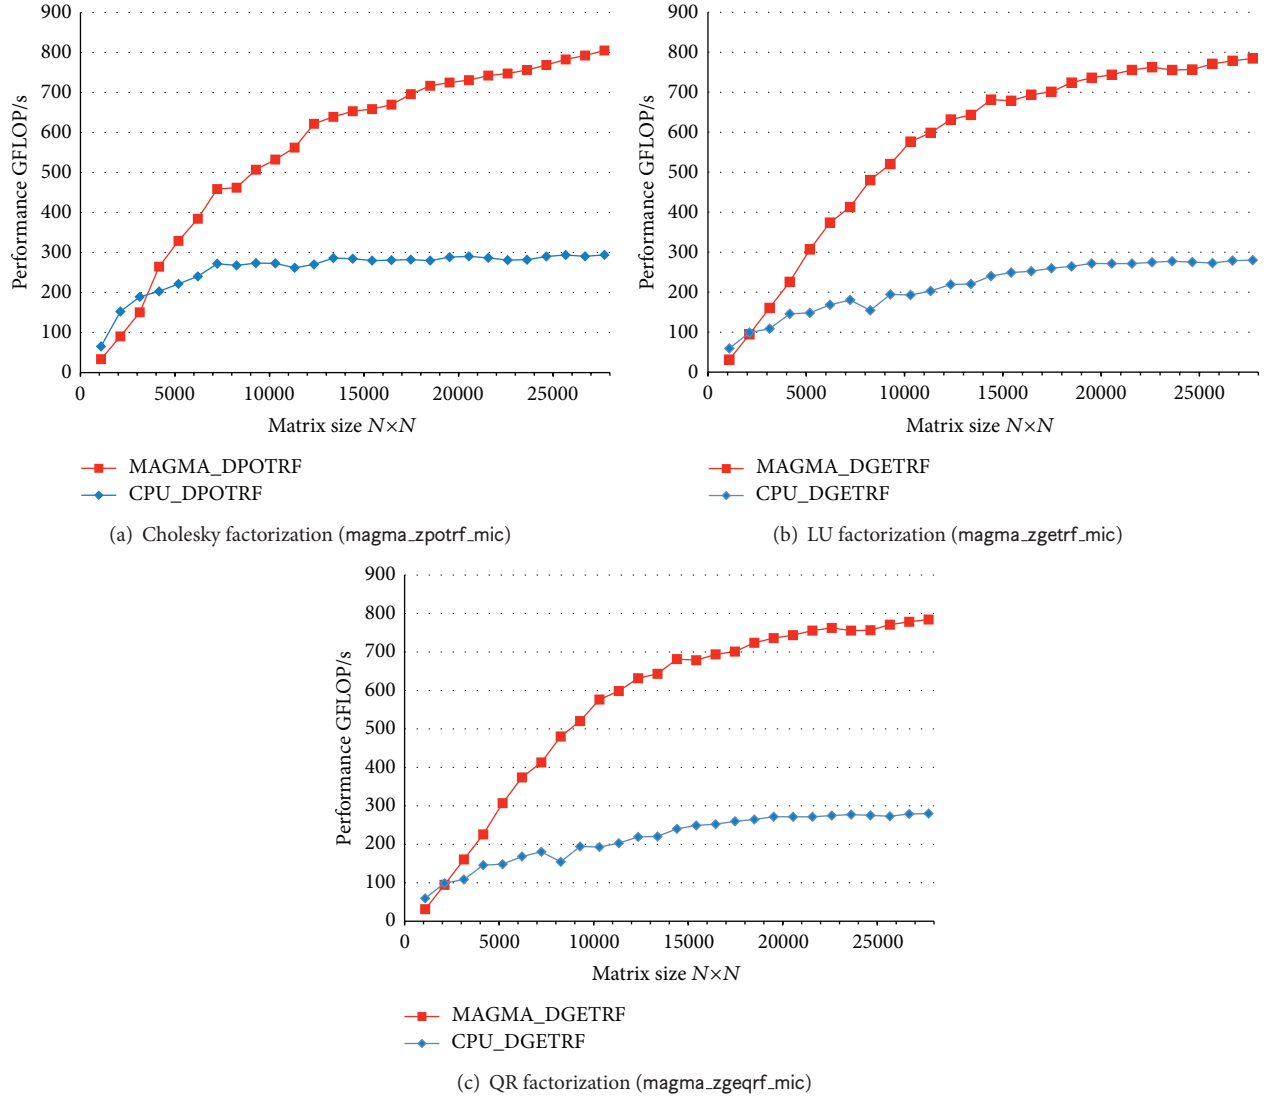 900
800
700
600
500
400
300
200
100
0
Performance GFLOP/s
0 5000 10000 15000 20000 25000
Matrix size N×N
MAGMA_DPOTRF
CPU_DPOTRF
(a) Cholesky factorization (magma_zpotrf_mic)
900
800
700
600
500
400
300
200
100
0
Performance GFLOP/s
0 5000 10000 15000 20000 25000
Matrix size N×N
MAGMA_DGETRF
CPU_DGETRF
(b) LU factorization (magma_zgetrf_mic)
900
800
700
600
500
400
300
200
100
0
Performance GFLOP/s
0 5000 10000 15000 20000 25000
Matrix size N×N
MAGMA_DGETRF
CPU_DGETRF
(c) QR factorization (magma_zgeqrf_mic)